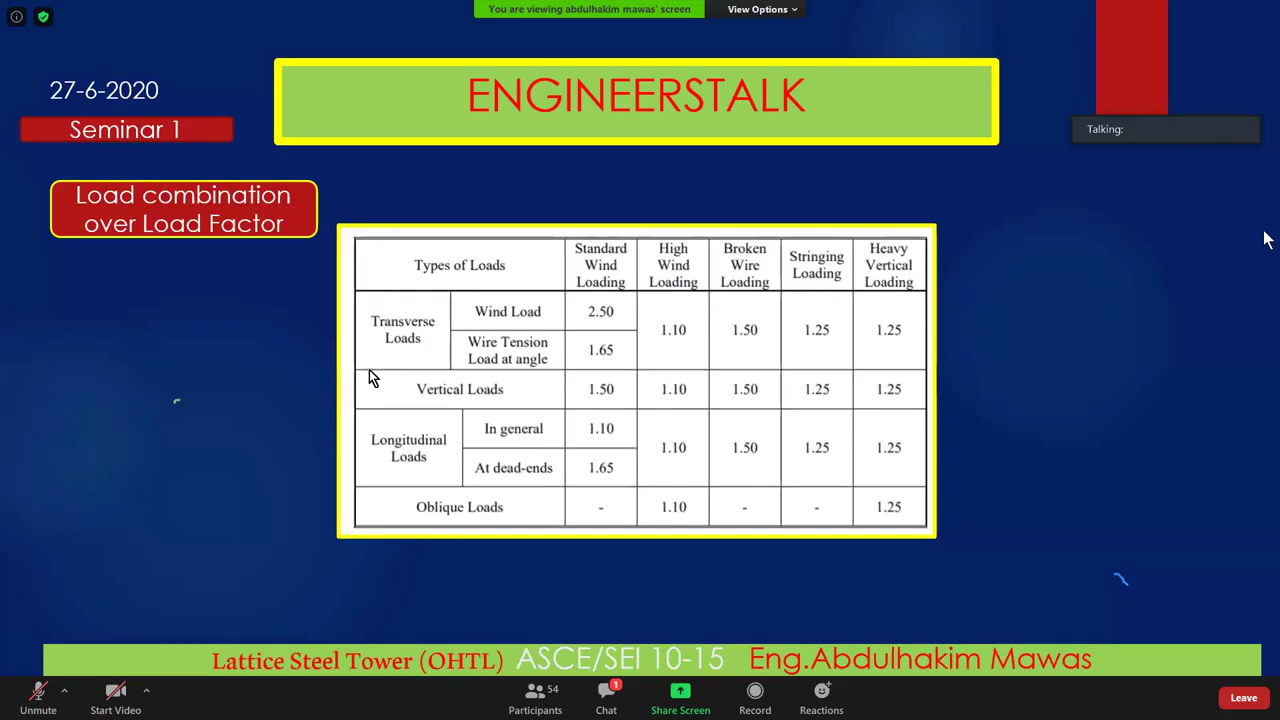 You are viewing abdulhakim mawas' screen
View Options
27-6-2020
ENGINEERSTALK
Seminar 1
Talking:
Load combination
over Load Factor
Types of Loads
Standard
Wind
Loading
High
Wind
Loading
Broken
Wire
Loading
Stringing
Loading
Heavy
Vertical
Loading
Transverse
Loads
Wind Load
2.50
1.10
1.50
1.25
1.25
Wire Tension
Load at angle
1.65
Vertical Loads
1.50
1.10
1.50
1.25
1.25
Longitudinal
Loads
In general
1.10
1.10
1.50
1.25
1.25
At dead-ends
1.65
Oblique Loads
-
1.10
-
-
1.25
Lattice Steel Tower (OHTL) ASCE/SEI 10-15 Eng.Abdulhakim Mawas
Unmute
Start Video
54
Participants
1
Chat
Share Screen
Record
Reactions
Leave